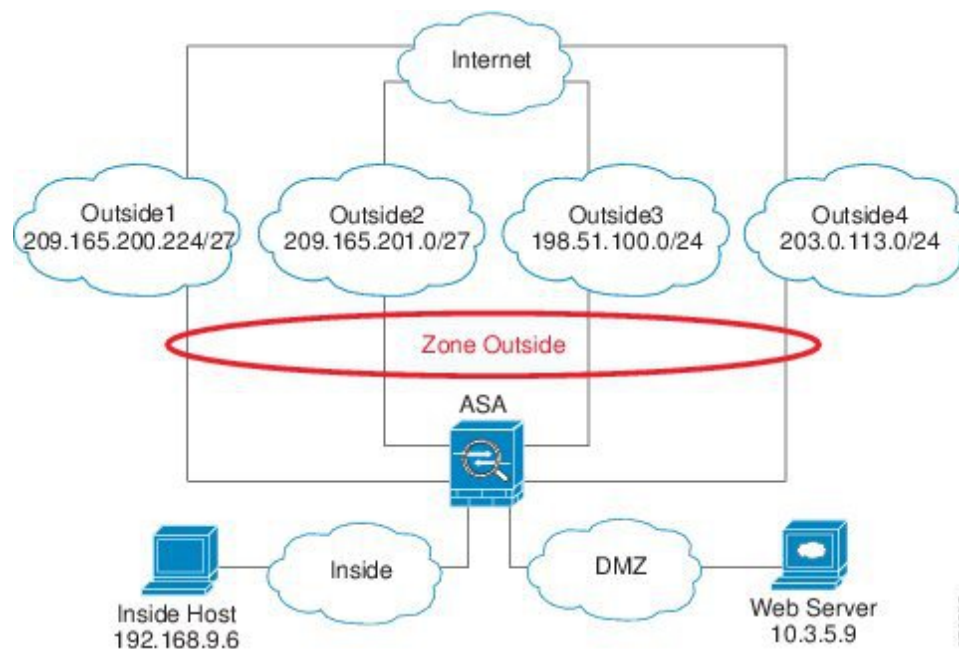 Internet
Outside1
209.165.200.224/27
Outside2
209.165.201.0/27
Outside3
198.51.100.0/24
Outside4
203.0.113.0/24
Zone Outside
ASA
Inside
DMZ
Inside Host
192.168.9.6
Web Server
10.3.5.9